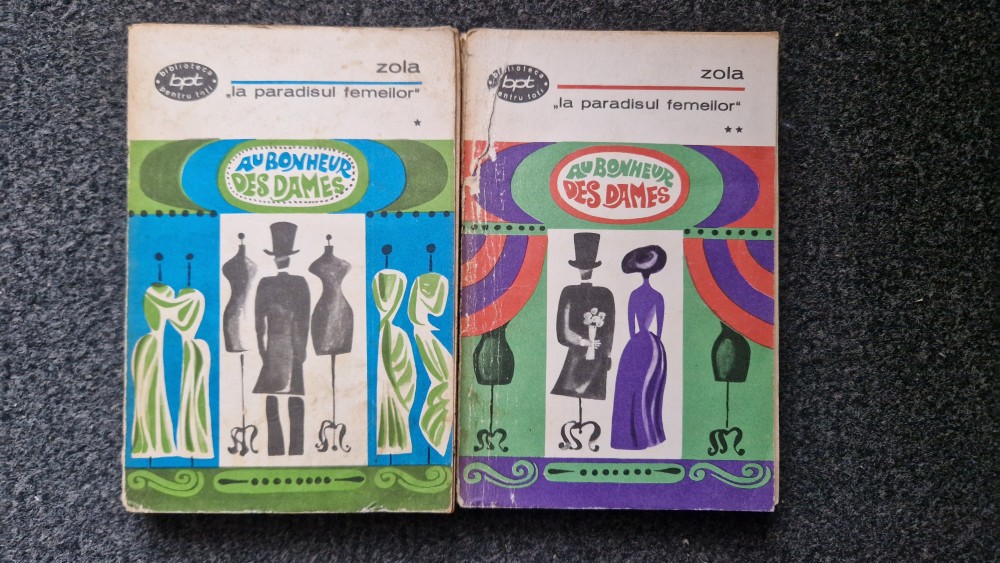 biblioteca
bpt
pentru toți
zola
„la paradisul femeilor"
*
AU BONHEUR
DES DAMES
biblioteca
bpt
pentru toți
zola
„la paradisul femeilor"
**
AU BONHEUR
DES DAMES